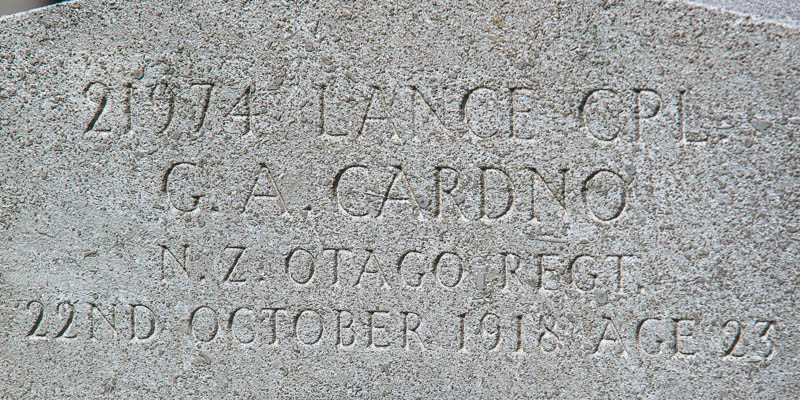 21974 LANCE CPL.
G. A. CARDNO
N. Z. OTAGO REGT.
22ND OCTOBER 1918 AGE 23